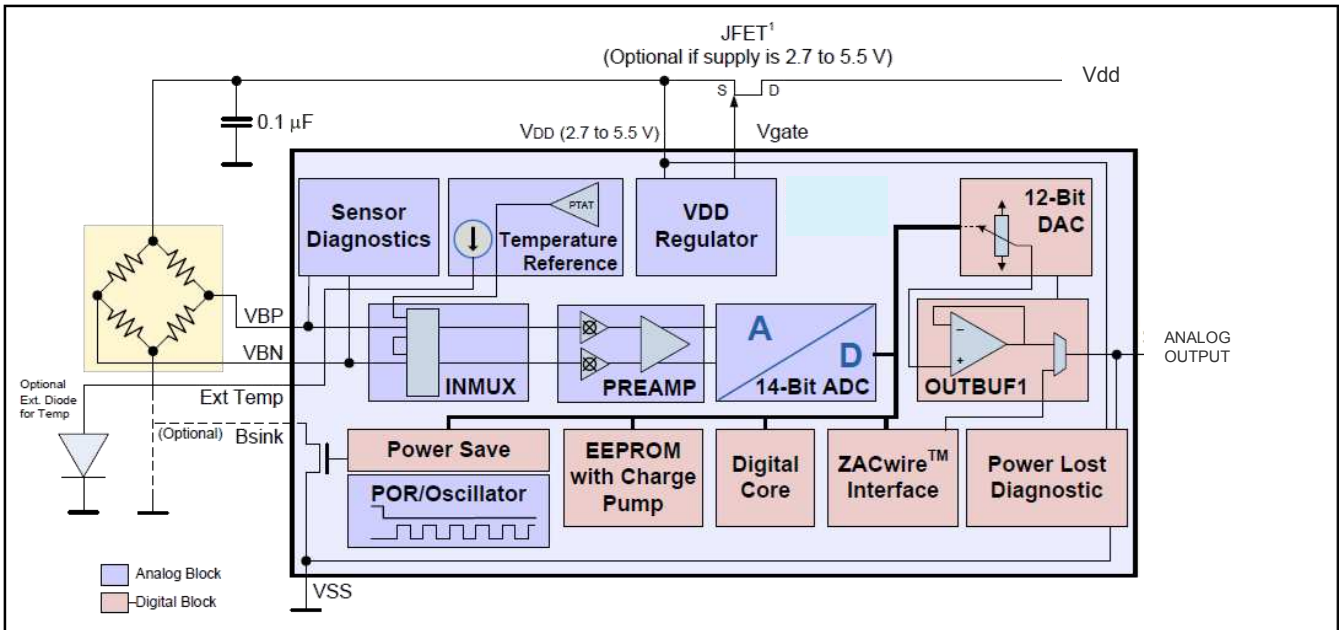 JFET¹
(Optional if supply is 2.7 to 5.5 V)
Vdd
S
D
0.1 µF
VDD (2.7 to 5.5 V)
Vgate
Sensor
Diagnostics
PTAT
Temperature
Reference
VDD
Regulator
12-Bit
DAC
VBP
VBN
INMUX
PREAMP
A
D
14-Bit ADC
−
+
OUTBUF1
ANALOG
OUTPUT
Optional
Ext. Diode
for Temp
Ext Temp
(Optional)
Bsink
Power Save
POR/Oscillator
EEPROM
with Charge
Pump
Digital
Core
ZACwire™
Interface
Power Lost
Diagnostic
Analog Block
Digital Block
VSS